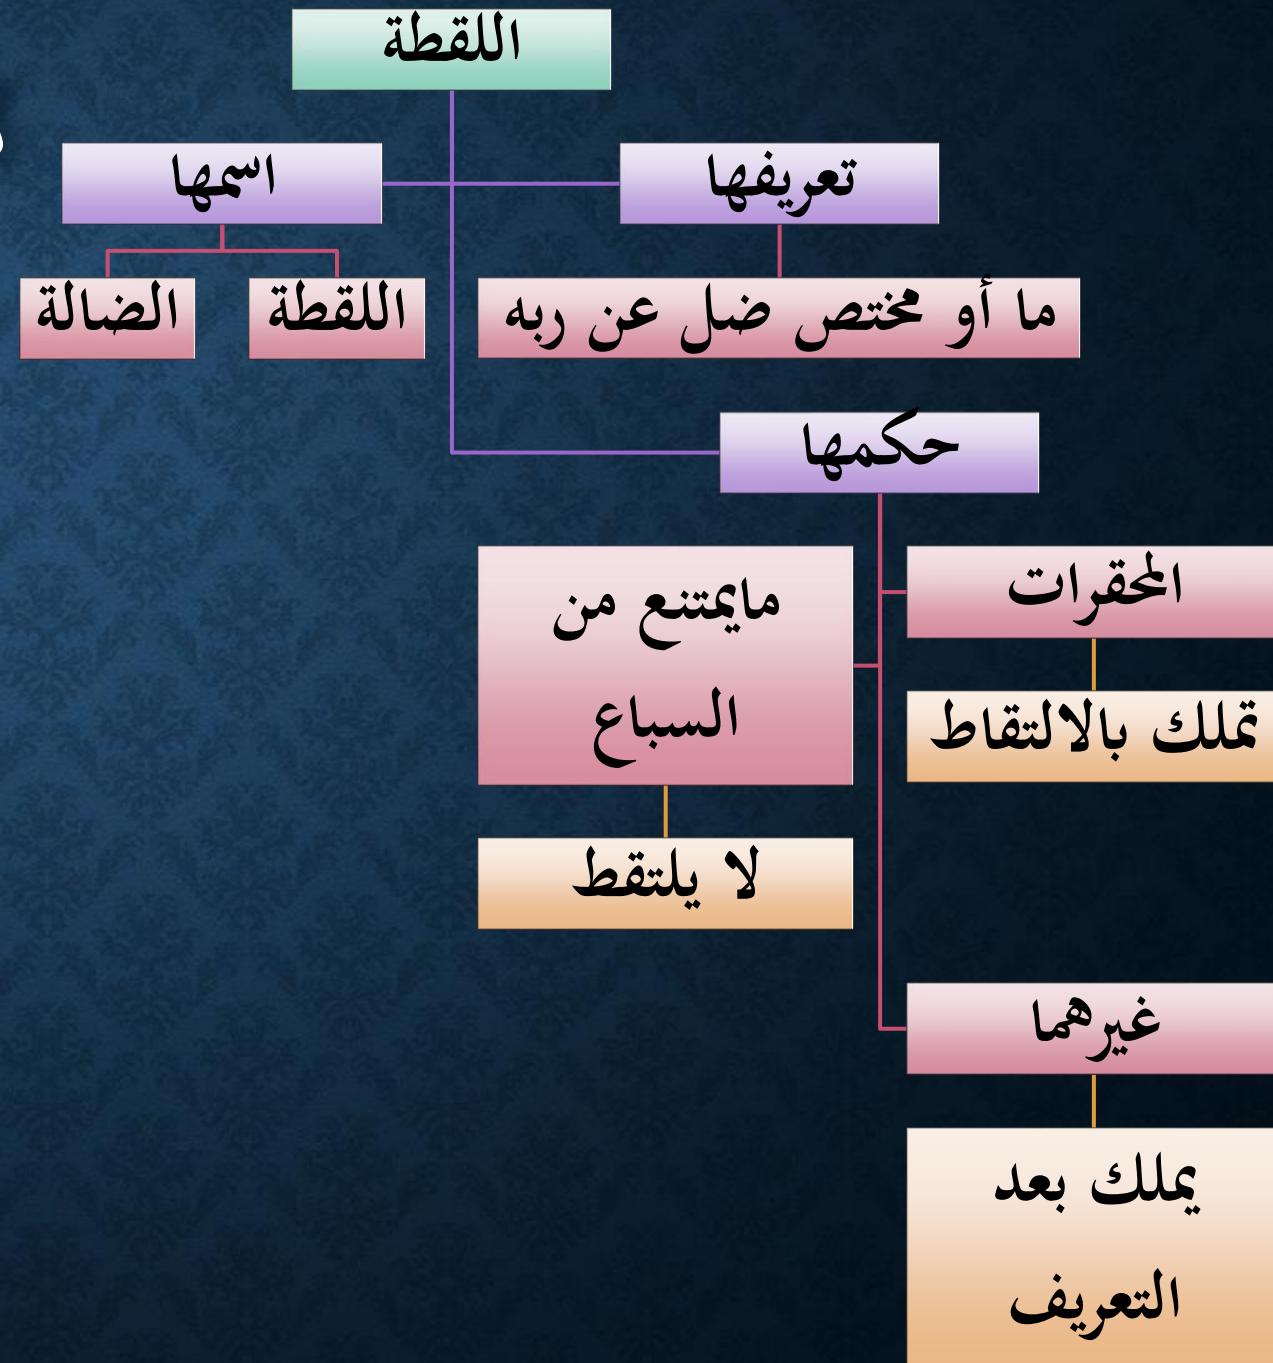 اللقطة
تعريفها
اسمها
ما أو مختص ضل عن ربه
اللقطة
الضالة
حكمها
المحقرات
تملك بالالتقاط
مايمتنع من
السباع
لا يلتقط
غيرهما
يملك بعد
التعريف